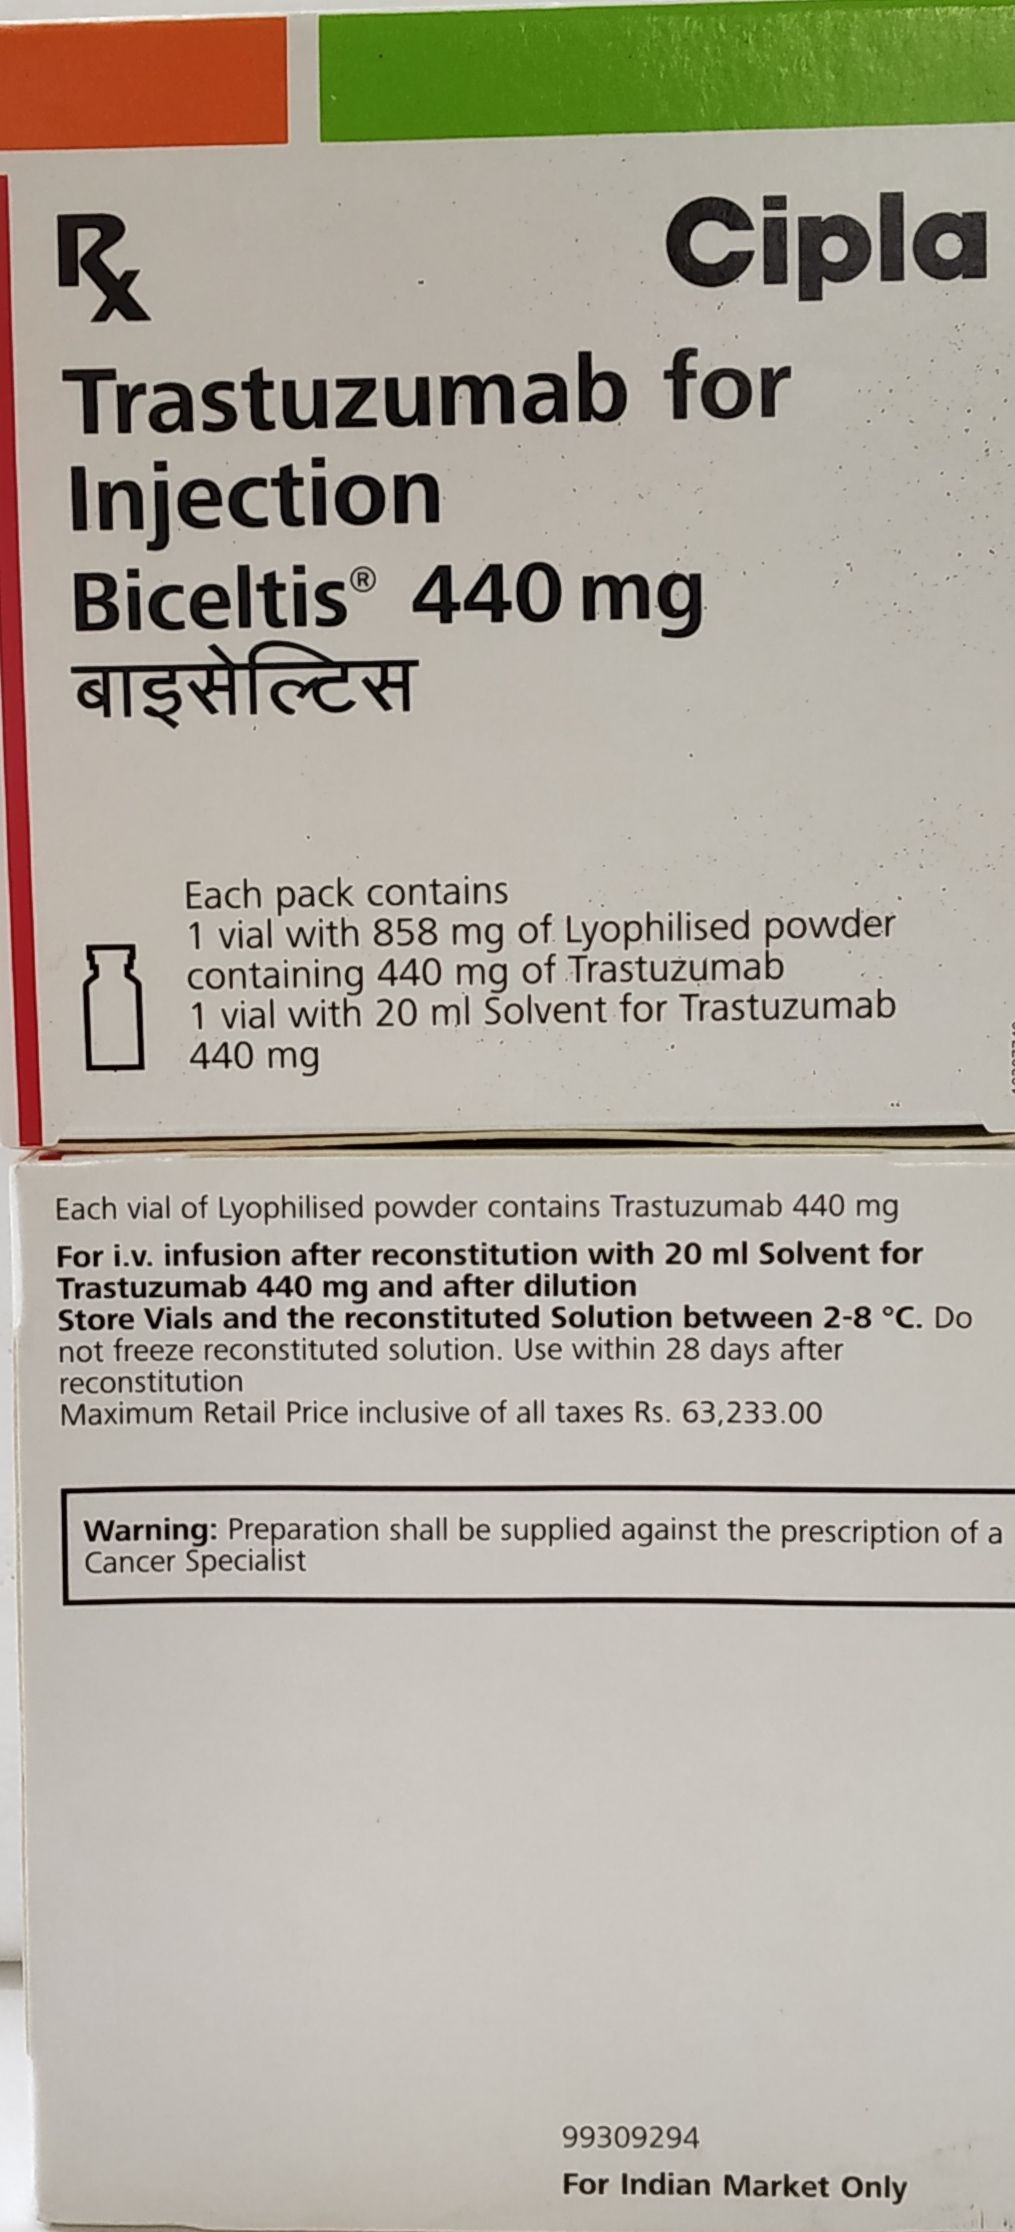 Rx
Cipla
Trastuzumab for
Injection
Biceltis® 440 mg
बाइसेल्टिस
Each pack contains
1 vial with 858 mg of Lyophilised powder
containing 440 mg of Trastuzumab
1 vial with 20 ml Solvent for Trastuzumab
440 mg
Each vial of Lyophilised powder contains Trastuzumab 440 mg
For i.v. infusion after reconstitution with 20 ml Solvent for
Trastuzumab 440 mg and after dilution
Store Vials and the reconstituted Solution between 2-8 °C. Do
not freeze reconstituted solution. Use within 28 days after
reconstitution
Maximum Retail Price inclusive of all taxes Rs. 63,233.00
Warning: Preparation shall be supplied against the prescription of a
Cancer Specialist
99309294
For Indian Market Only